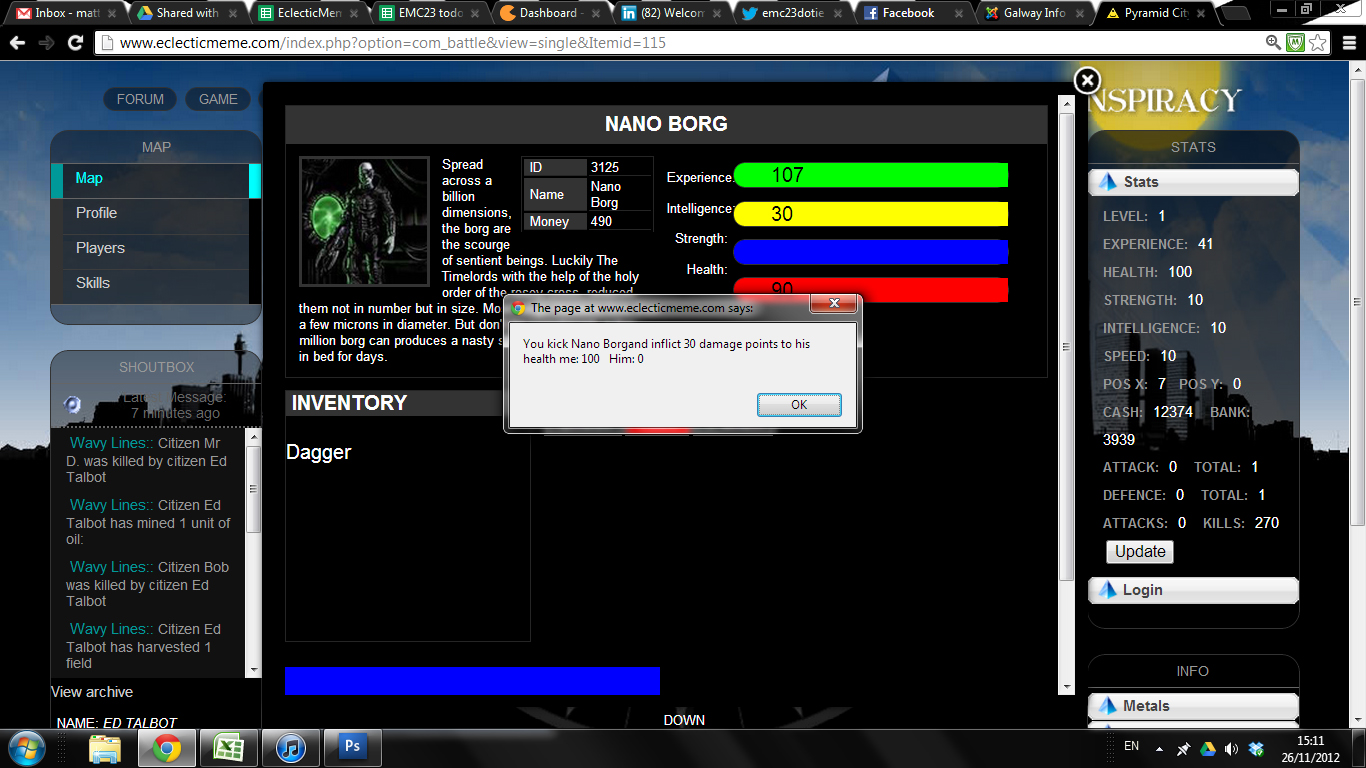 Inbox - mat
Shared with
EclecticMem
EMC23 todo
Dashboard -
(82) Welcom
emc23dotie
Facebook
Galway Info
Pyramid City
www.eclecticmeme.com/index.php?option=com_battle&view=single&Itemid=115
FORUM
GAME
NSPIRACY
MAP
Map
Profile
Players
Skills
SHOUTBOX
Latest Message:
7 minutes ago
Wavy Lines:: Citizen Mr
D. was killed by citizen Ed
Talbot
Wavy Lines:: Citizen Ed
Talbot has mined 1 unit of
oil:
Wavy Lines:: Citizen Bob
was killed by citizen Ed
Talbot
Wavy Lines:: Citizen Ed
Talbot has harvested 1
field
View archive
NAME: ED TALBOT
NANO BORG
Spread
across a
billion
dimensions,
the borg are
the scourge
of sentient beings. Luckily The
Timelords with the help of the holy
order of the rosey cross, reduced
them not in number but in size. Mo
a few microns in diameter. But don'
million borg can produces a nasty s
in bed for days.
ID 3125
Name Nano
Borg
Money 490
Experience: 107
Intelligence: 30
Strength:
Health: 90
The page at www.eclecticmeme.com says:
You kick Nano Borgand inflict 30 damage points to his
health me: 100 Him: 0
OK
INVENTORY
Dagger
DOWN
STATS
Stats
LEVEL: 1
EXPERIENCE: 41
HEALTH: 100
STRENGTH: 10
INTELLIGENCE: 10
SPEED: 10
POS X: 7 POS Y: 0
CASH: 12374 BANK:
3939
ATTACK: 0 TOTAL: 1
DEFENCE: 0 TOTAL: 1
ATTACKS: 0 KILLS: 270
Update
Login
INFO
Metals
Ps
EN
15:11
26/11/2012